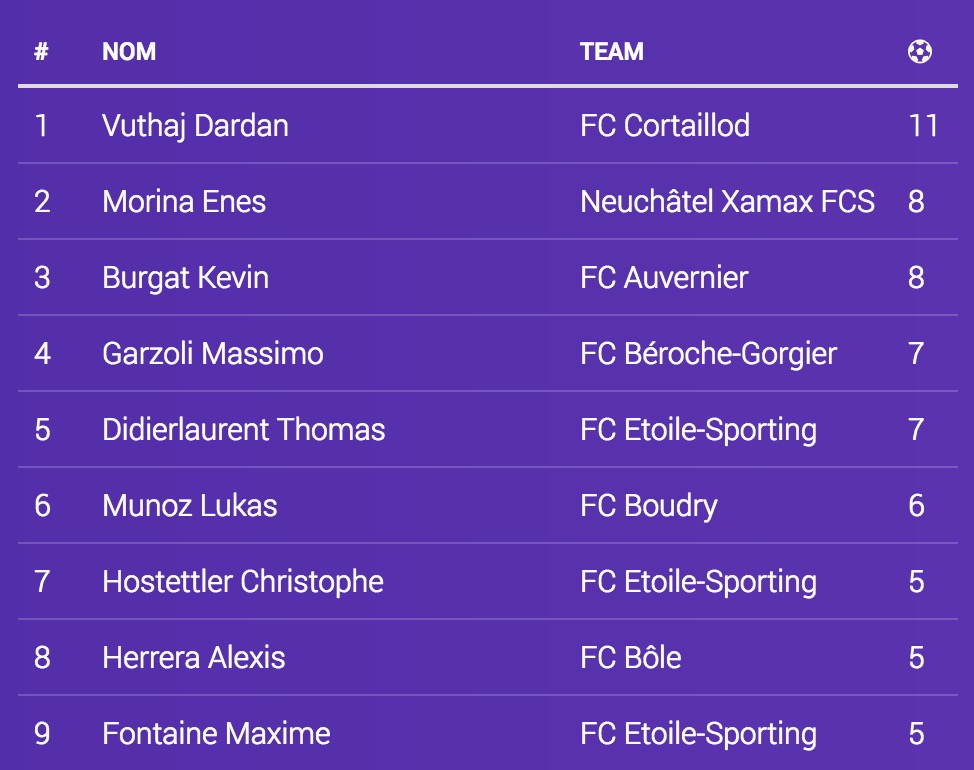 # NOM TEAM
1 Vuthaj Dardan FC Cortaillod 11
2 Morina Enes Neuchâtel Xamax FCS 8
3 Burgat Kevin FC Auvernier 8
4 Garzoli Massimo FC Béroche-Gorgier 7
5 Didierlaurent Thomas FC Etoile-Sporting 7
6 Munoz Lukas FC Boudry 6
7 Hostettler Christophe FC Etoile-Sporting 5
8 Herrera Alexis FC Bôle 5
9 Fontaine Maxime FC Etoile-Sporting 5